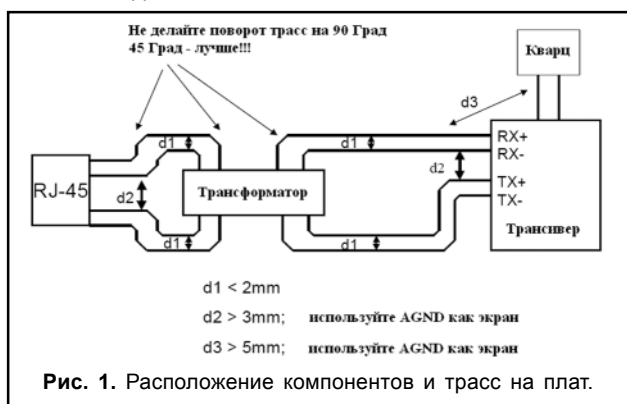 Не делайте поворот трасс на 90 Град
45 Град - лучше!!!
Кварц
d3
d1
d1
RX+
RX-
RJ-45
d2
Трансформатор
d2
TX+
TX-
d1
d1
Трансивер
d1 < 2mm
d2 > 3mm; используйте AGND как экран
d3 > 5mm; используйте AGND как экран
Рис. 1. Расположение компонентов и трасс на плат.